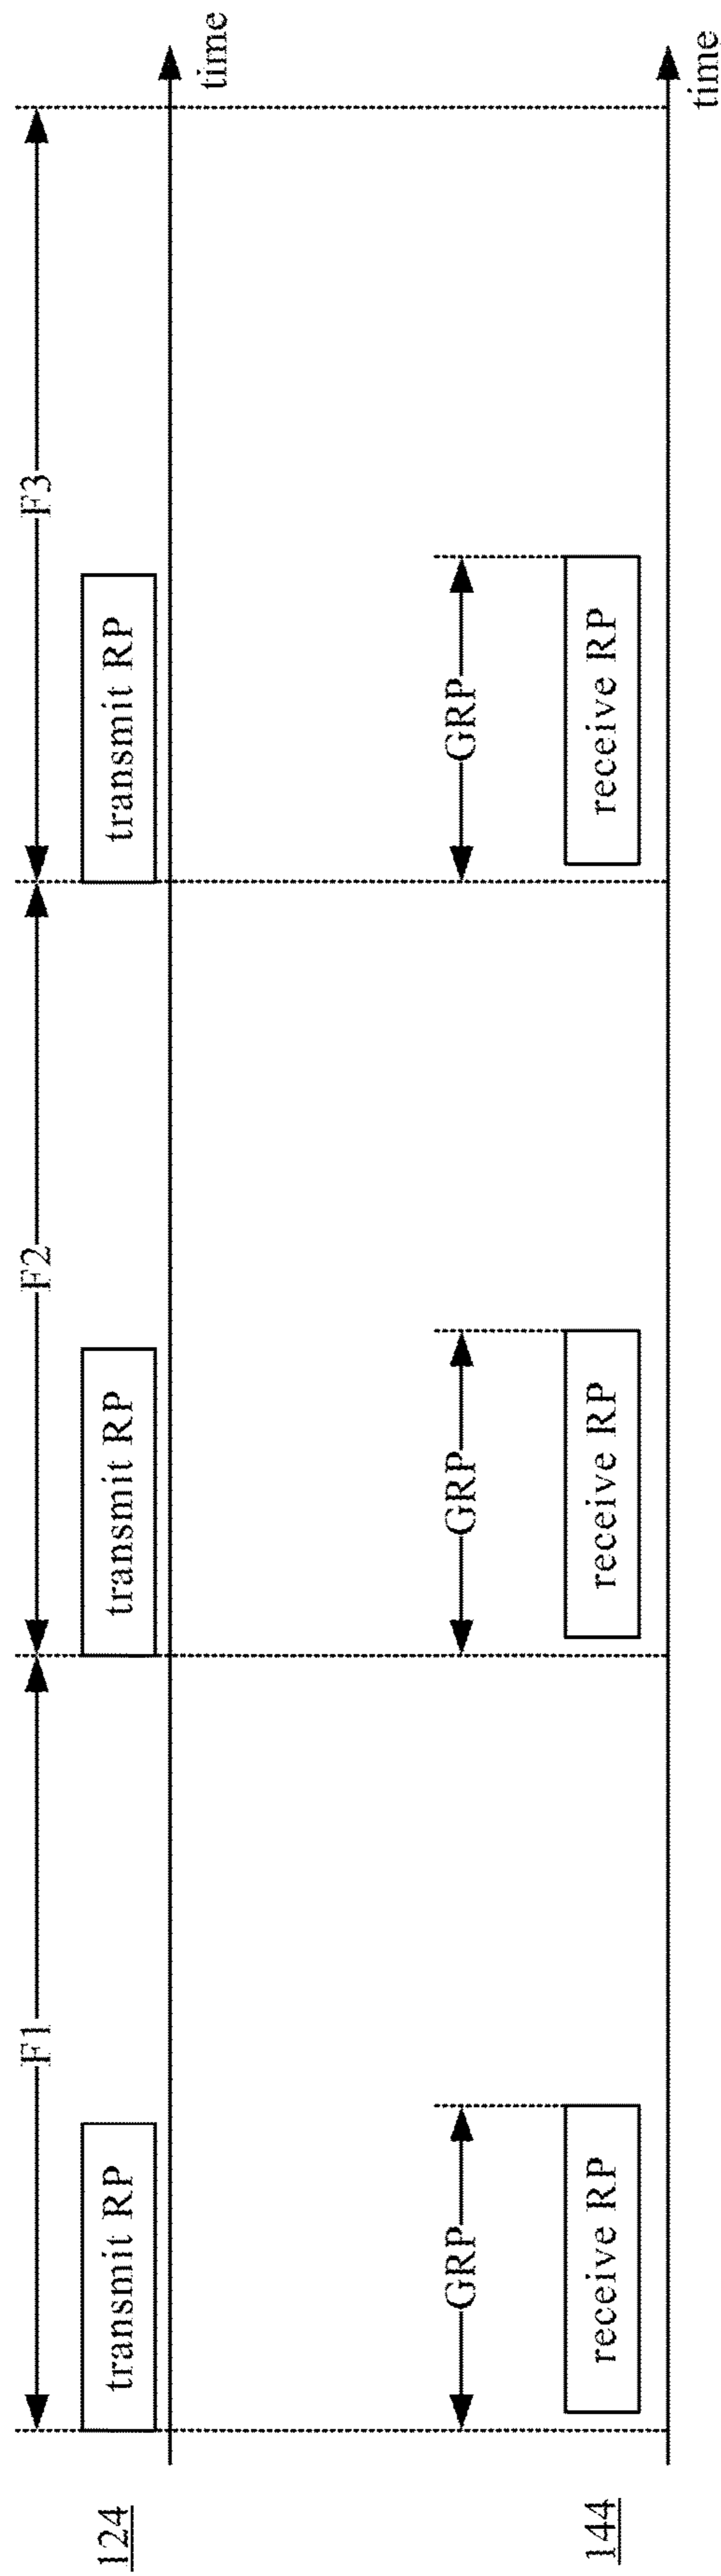 F1
F2
F3
124
transmit RP
transmit RP
transmit RP
time
GRP
GRP
GRP
144
receive RP
receive RP
receive RP
time